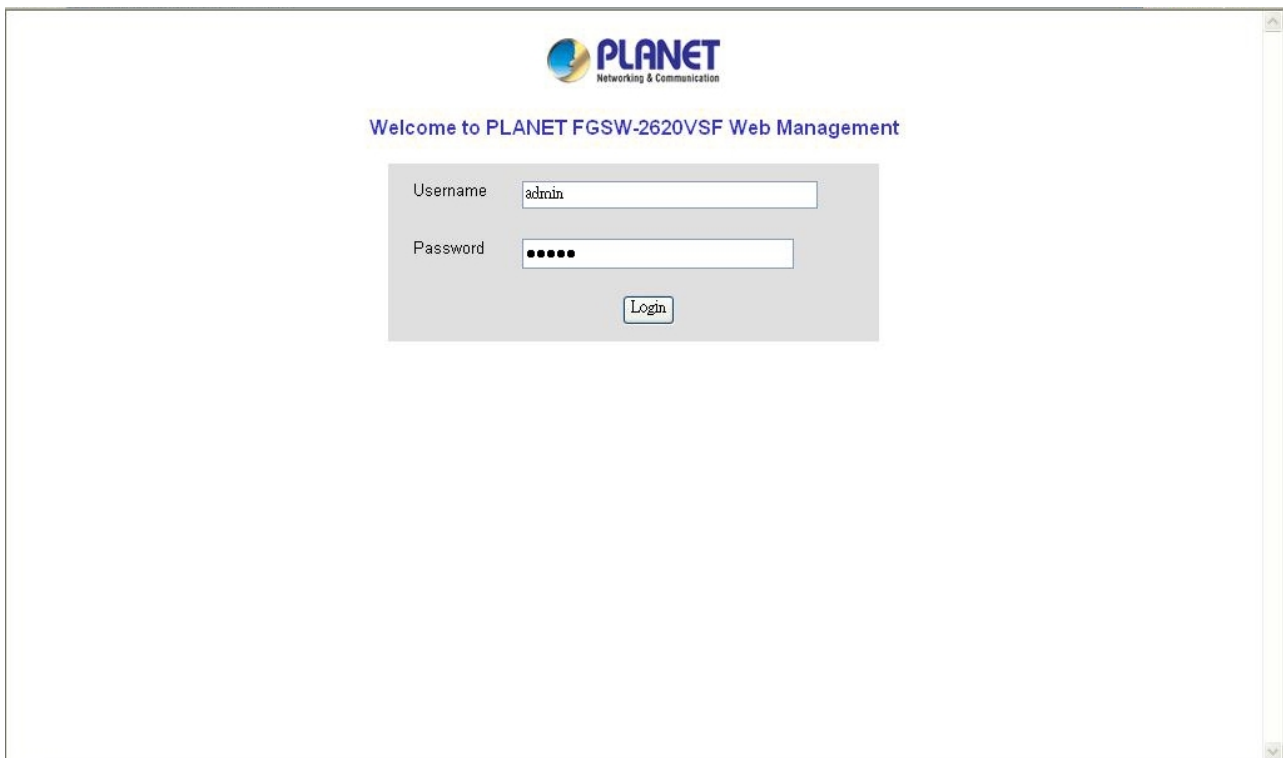 PLANET
Networking & Communication
Welcome to PLANET FGSW-2620VSF Web Management
Username admin
Password •••••
Login